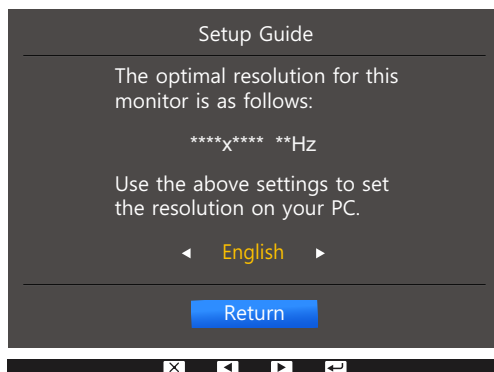 Setup Guide
The optimal resolution for this
monitor is as follows:
****x**** **Hz
Use the above settings to set
the resolution on your PC.
English
Return